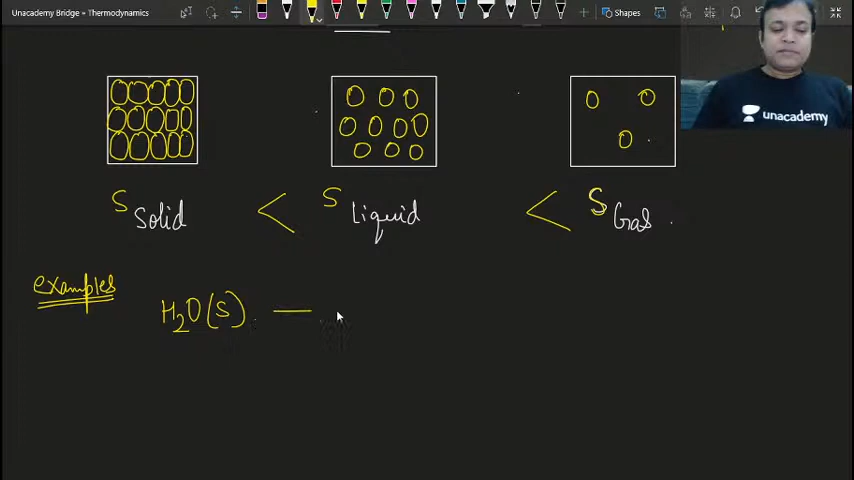 Unacademy Bridge + Thermodynamics
Shapes
unacademy
S Solid < S Liquid < S Gas
examples
H₂O(S) —